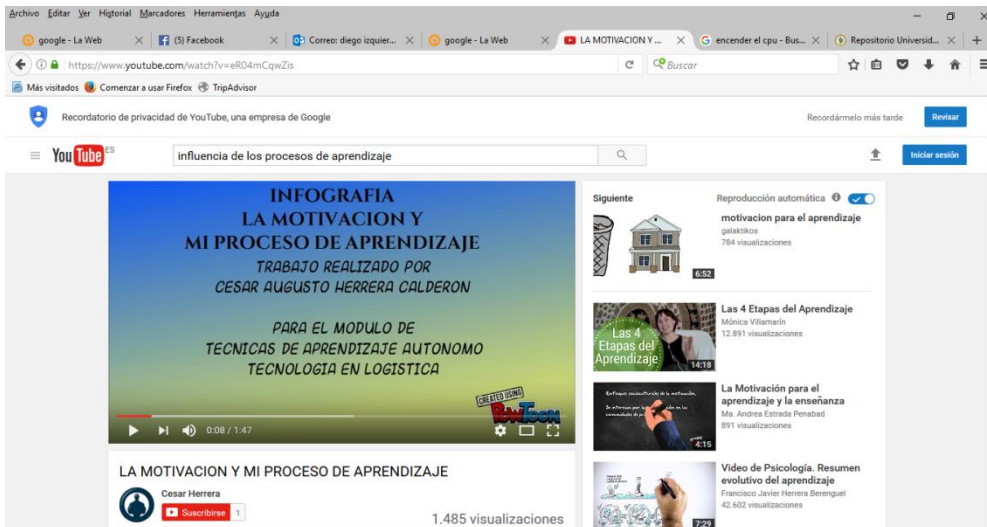 Archivo Editar Ver Historial Marcadores Herramientas Ayuda
google - La Web
(5) Facebook
Correo: diego izquier...
google - La Web
LA MOTIVACION Y ...
encender el cpu - Bus...
Repositorio Universid...
https://www.youtube.com/watch?v=eR04mCqwZis
Buscar
Más visitados Comenzar a usar Firefox TripAdvisor
Recordatorio de privacidad de YouTube, una empresa de Google
Recordármelo más tarde
Revisar
YouTube ES
influencia de los procesos de aprendizaje
Iniciar sesión
INFOGRAFIA
LA MOTIVACION Y
MI PROCESO DE APRENDIZAJE
TRABAJO REALIZADO POR
CESAR AUGUSTO HERRERA CALDERON
PARA EL MODULO DE
TECNICAS DE APRENDIZAJE AUTONOMO
TECNOLOGIA EN LOGISTICA
CREATED USING
PowToon
0:08 / 1:47
LA MOTIVACION Y MI PROCESO DE APRENDIZAJE
Cesar Herrera
Suscribirse 1
1.485 visualizaciones
Siguiente
Reproducción automática
motivacion para el aprendizaje
galaktikos
784 visualizaciones
6:52
Las 4 Etapas del Aprendizaje
Mónica Villamarín
12.891 visualizaciones
Las 4
Etapas del
Aprendizaje
14:18
La Motivación para el
aprendizaje y la enseñanza
Ma. Andrea Estrada Penabad
891 visualizaciones
4:15
Video de Psicología. Resumen
evolutivo del aprendizaje
Francisco Javier Herrera Berenguel
42.602 visualizaciones
7:29